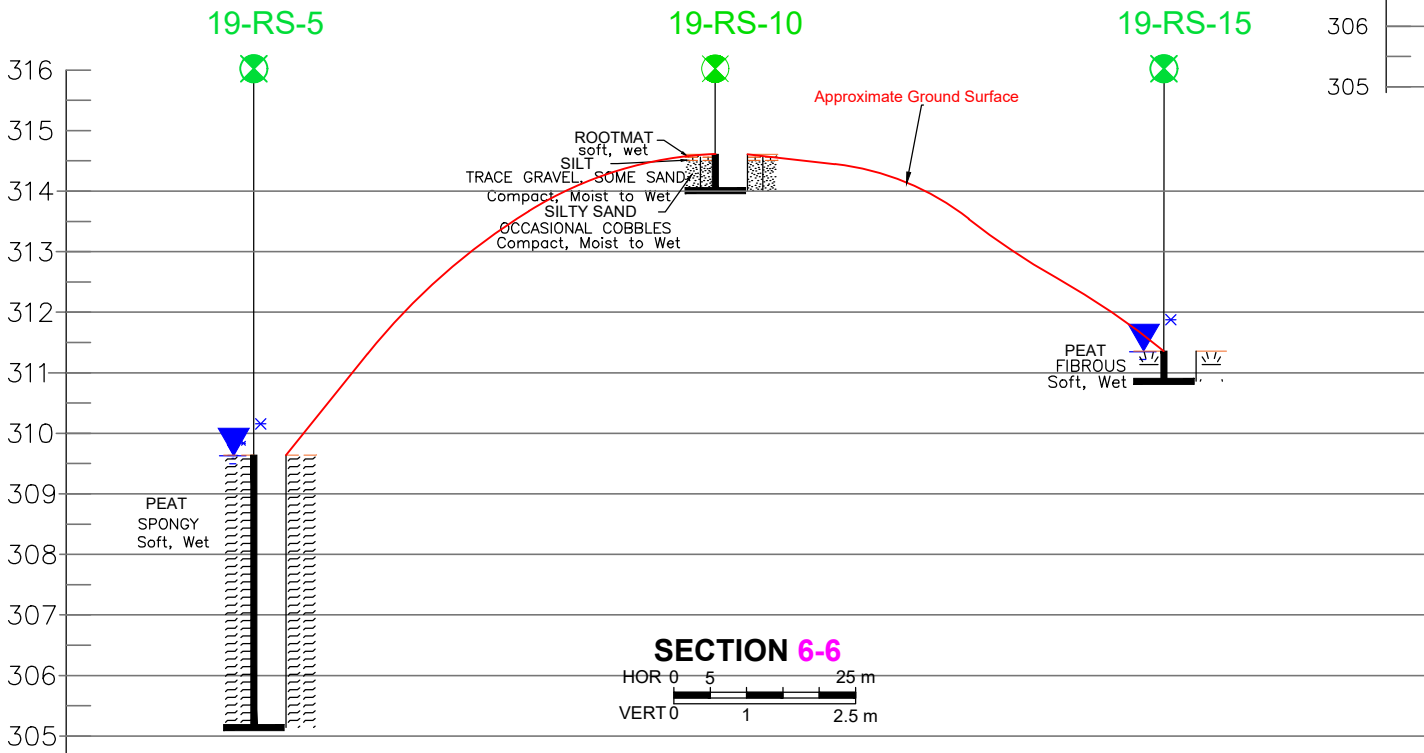 19-RS-5
19-RS-10
19-RS-15
306
305
316
315
314
313
312
311
310
309
308
307
306
305
Approximate Ground Surface
ROOTMAT
soft, wet
SILT
TRACE GRAVEL, SOME SAND
Compact, Moist to Wet
SILTY SAND
OCCASIONAL COBBLES
Compact, Moist to Wet
PEAT
FIBROUS
Soft, Wet
PEAT
SPONGY
Soft, Wet
SECTION 6-6
HOR 0 5 25 m
VERT 0 1 2.5 m